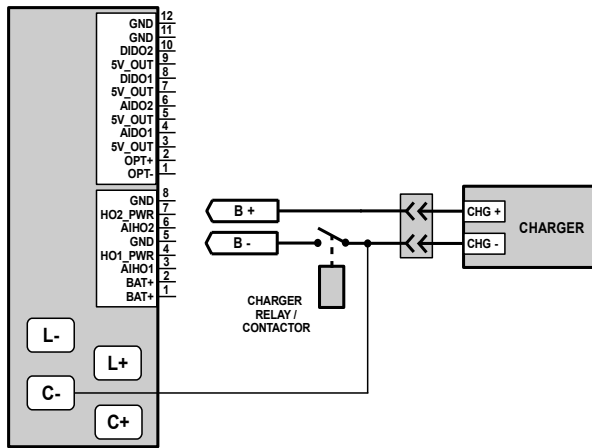 GND 12
GND 11
DIDO2 10
5V_OUT 9
DIDO1 8
5V_OUT 7
AIDO2 6
5V_OUT 5
AIDO1 4
5V_OUT 3
OPT+ 2
OPT- 1
GND 8
HO2_PWR 7
AIHO2 6
GND 5
HO1_PWR 4
AIHO1 3
BAT+ 2
BAT+ 1
B +
B -
CHG +
CHG -
CHARGER
CHARGER
RELAY /
CONTACTOR
L-
L+
C-
C+